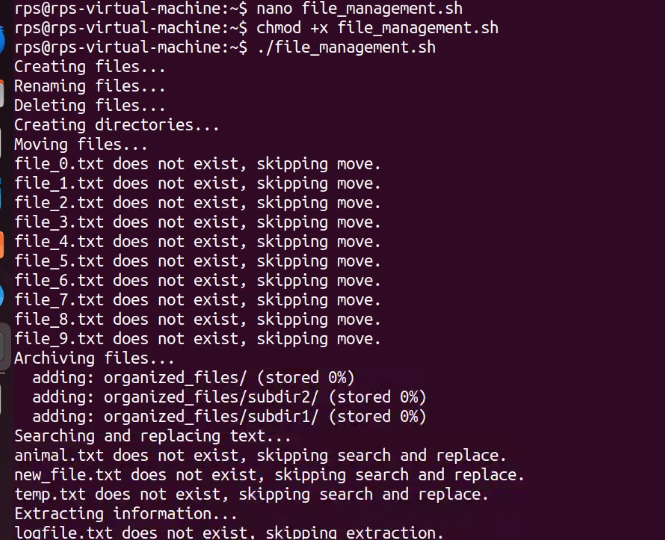 rps@rps-virtual-machine:~$ nano file_management.sh
rps@rps-virtual-machine:~$ chmod +x file_management.sh
rps@rps-virtual-machine:~$ ./file_management.sh
Creating files...
Renaming files...
Deleting files...
Creating directories...
Moving files...
file_0.txt does not exist, skipping move.
file_1.txt does not exist, skipping move.
file_2.txt does not exist, skipping move.
file_3.txt does not exist, skipping move.
file_4.txt does not exist, skipping move.
file_5.txt does not exist, skipping move.
file_6.txt does not exist, skipping move.
file_7.txt does not exist, skipping move.
file_8.txt does not exist, skipping move.
file_9.txt does not exist, skipping move.
Archiving files...
  adding: organized_files/ (stored 0%)
  adding: organized_files/subdir2/ (stored 0%)
  adding: organized_files/subdir1/ (stored 0%)
Searching and replacing text...
animal.txt does not exist, skipping search and replace.
new_file.txt does not exist, skipping search and replace.
temp.txt does not exist, skipping search and replace.
Extracting information...
logfile.txt does not exist, skipping extraction.